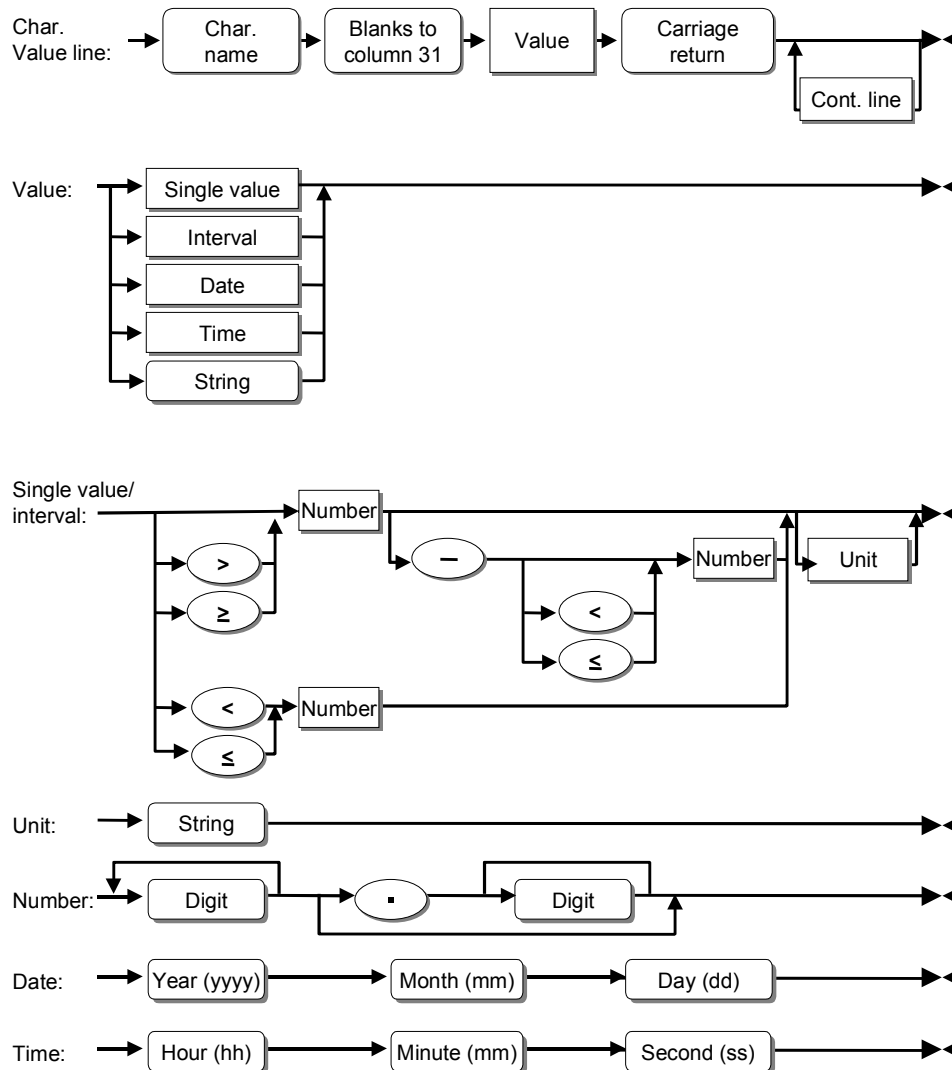 Char.
Value line:
Char.
name
Blanks to
column 31
Value
Carriage
return
Cont. line
Value:
Single value
Interval
Date
Time
String
Single value/
interval:
>
≥
Number
–
<
≤
Number
Unit
<
≤
Number
Unit:
String
Number:
Digit
.
Digit
Date:
Year (yyyy)
Month (mm)
Day (dd)
Time:
Hour (hh)
Minute (mm)
Second (ss)